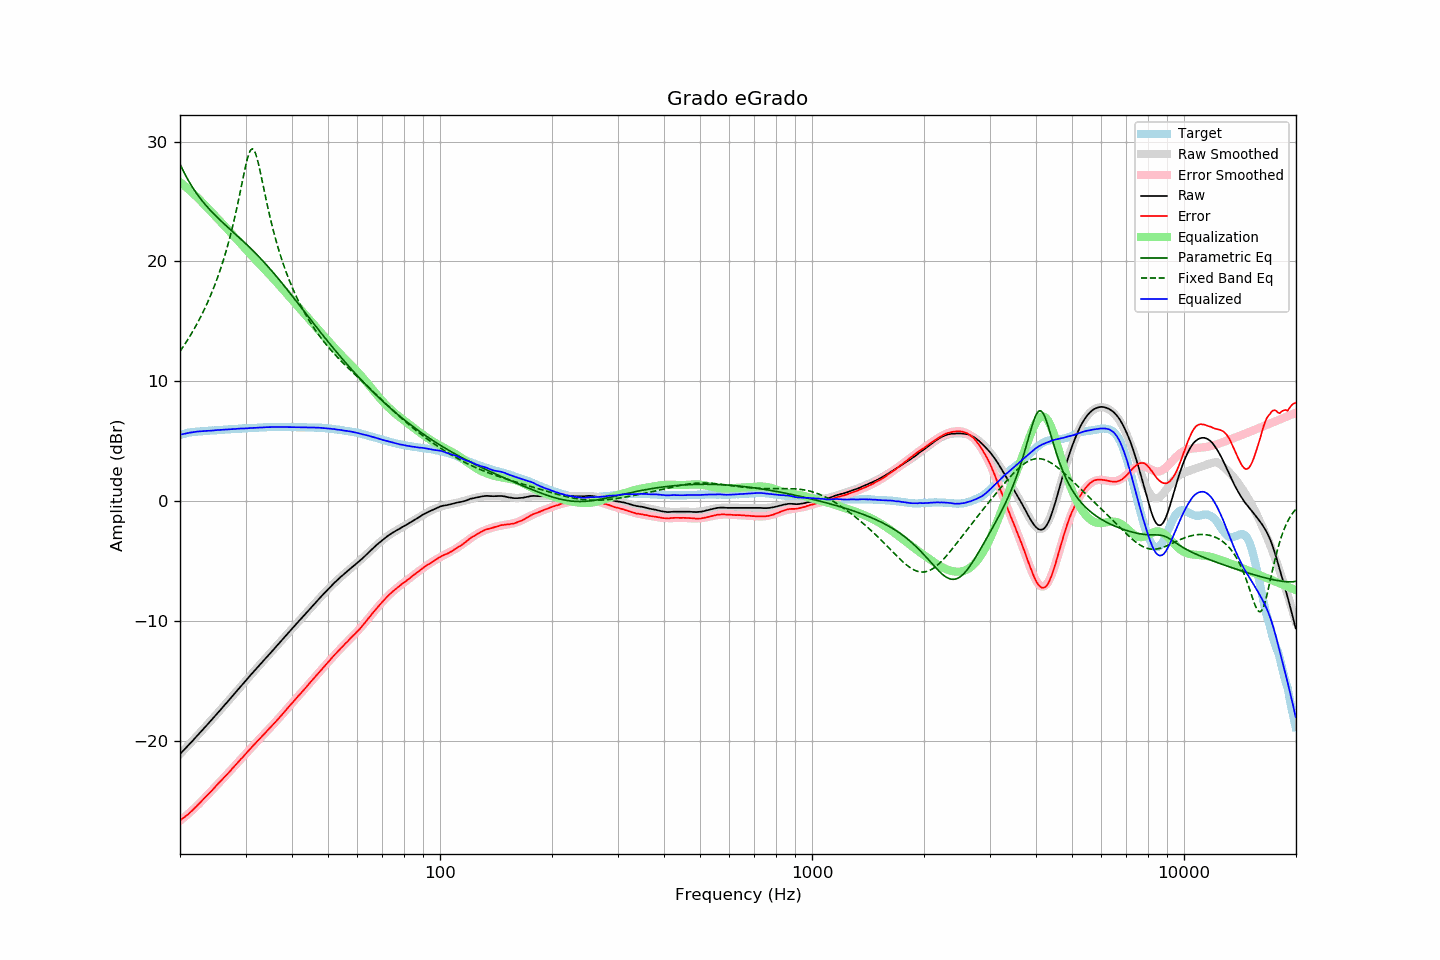 Grado eGrado
Amplitude (dBr)
30
20
10
0
−10
−20
100
1000
10000
Frequency (Hz)
Target
Raw Smoothed
Error Smoothed
Raw
Error
Equalization
Parametric Eq
Fixed Band Eq
Equalized